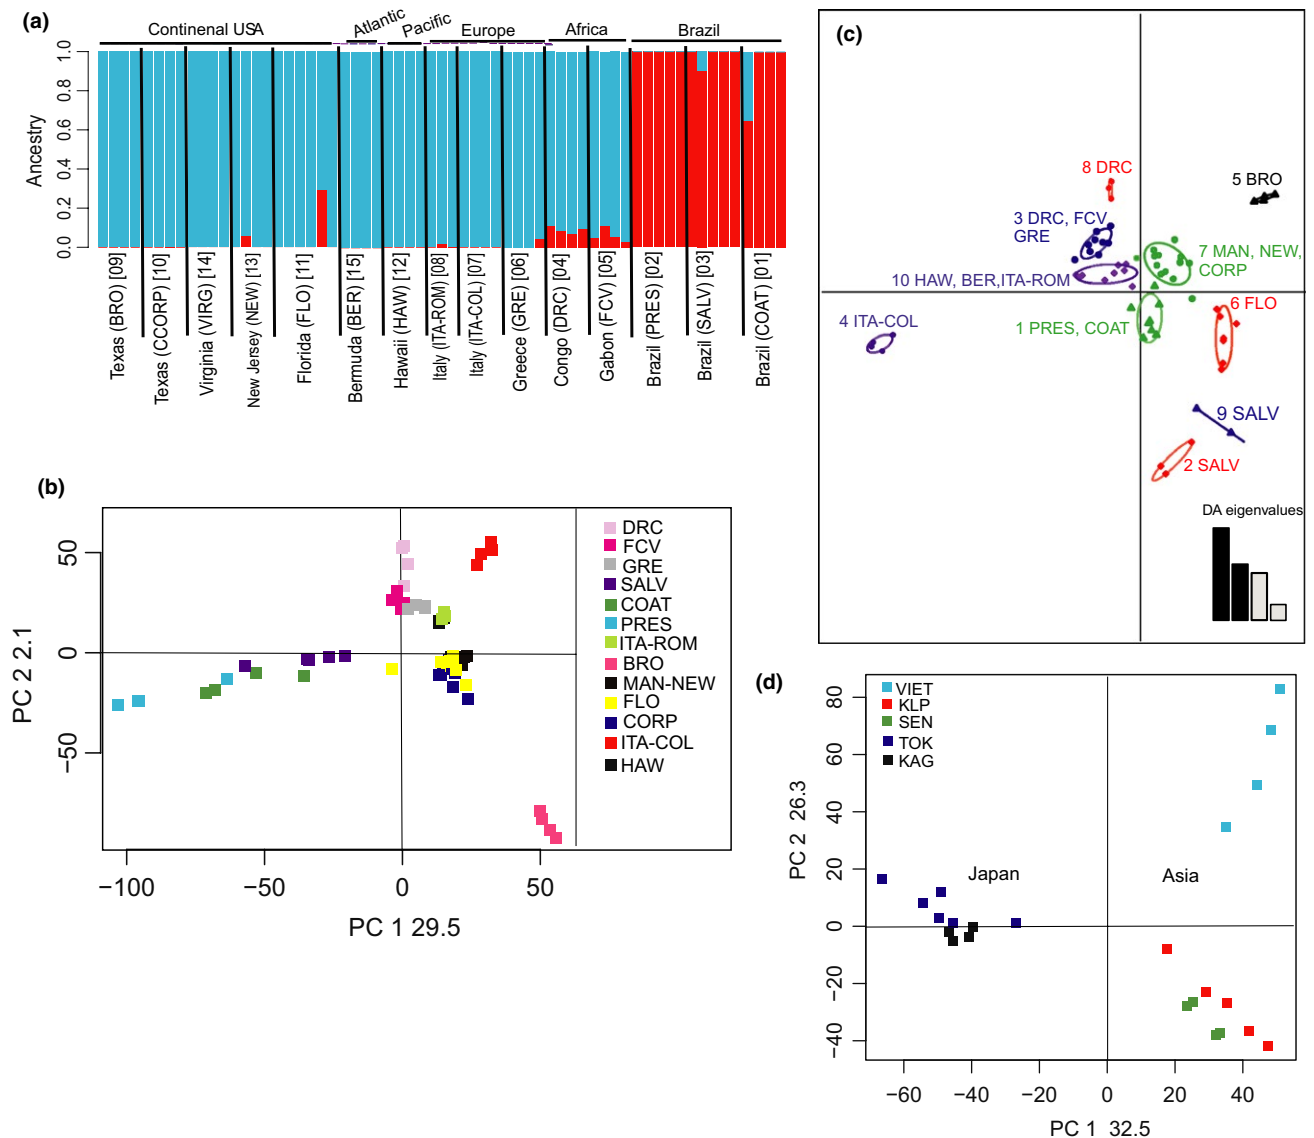 (a)
Continenal USA
Atlantic
Pacific
Europe
Africa
Brazil
Ancestry
1.0
0.8
0.6
0.4
0.2
0.0
Texas (BRO) [09]
Texas (CCORP) [10]
Virginia (VIRG) [14]
New Jersey (NEW) [13]
Florida (FLO) [11]
Bermuda (BER) [15]
Hawaii (HAW) [12]
Italy (ITA-ROM) [08]
Italy (ITA-COL) [07]
Greece (GRE) [06]
Congo (DRC) [04]
Gabon (FCV) [05]
Brazil (PRES) [02]
Brazil (SALV) [03]
Brazil (COAT) [01]
(b)
PC 2 2.1
50
0
−50
−100
−50
0
50
PC 1 29.5
DRC
FCV
GRE
SALV
COAT
PRES
ITA-ROM
BRO
MAN-NEW
FLO
CORP
ITA-COL
HAW
(c)
8 DRC
5 BRO
3 DRC, FCV,
GRE
7 MAN, NEW,
CORP
10 HAW, BER,ITA-ROM
6 FLO
4 ITA-COL
1 PRES, COAT
9 SALV
2 SALV
DA eigenvalues
(d)
VIET
KLP
SEN
TOK
KAG
PC 2 26.3
80
60
40
20
0
−20
−40
Japan
Asia
−60
−40
−20
0
20
40
PC 1 32.5